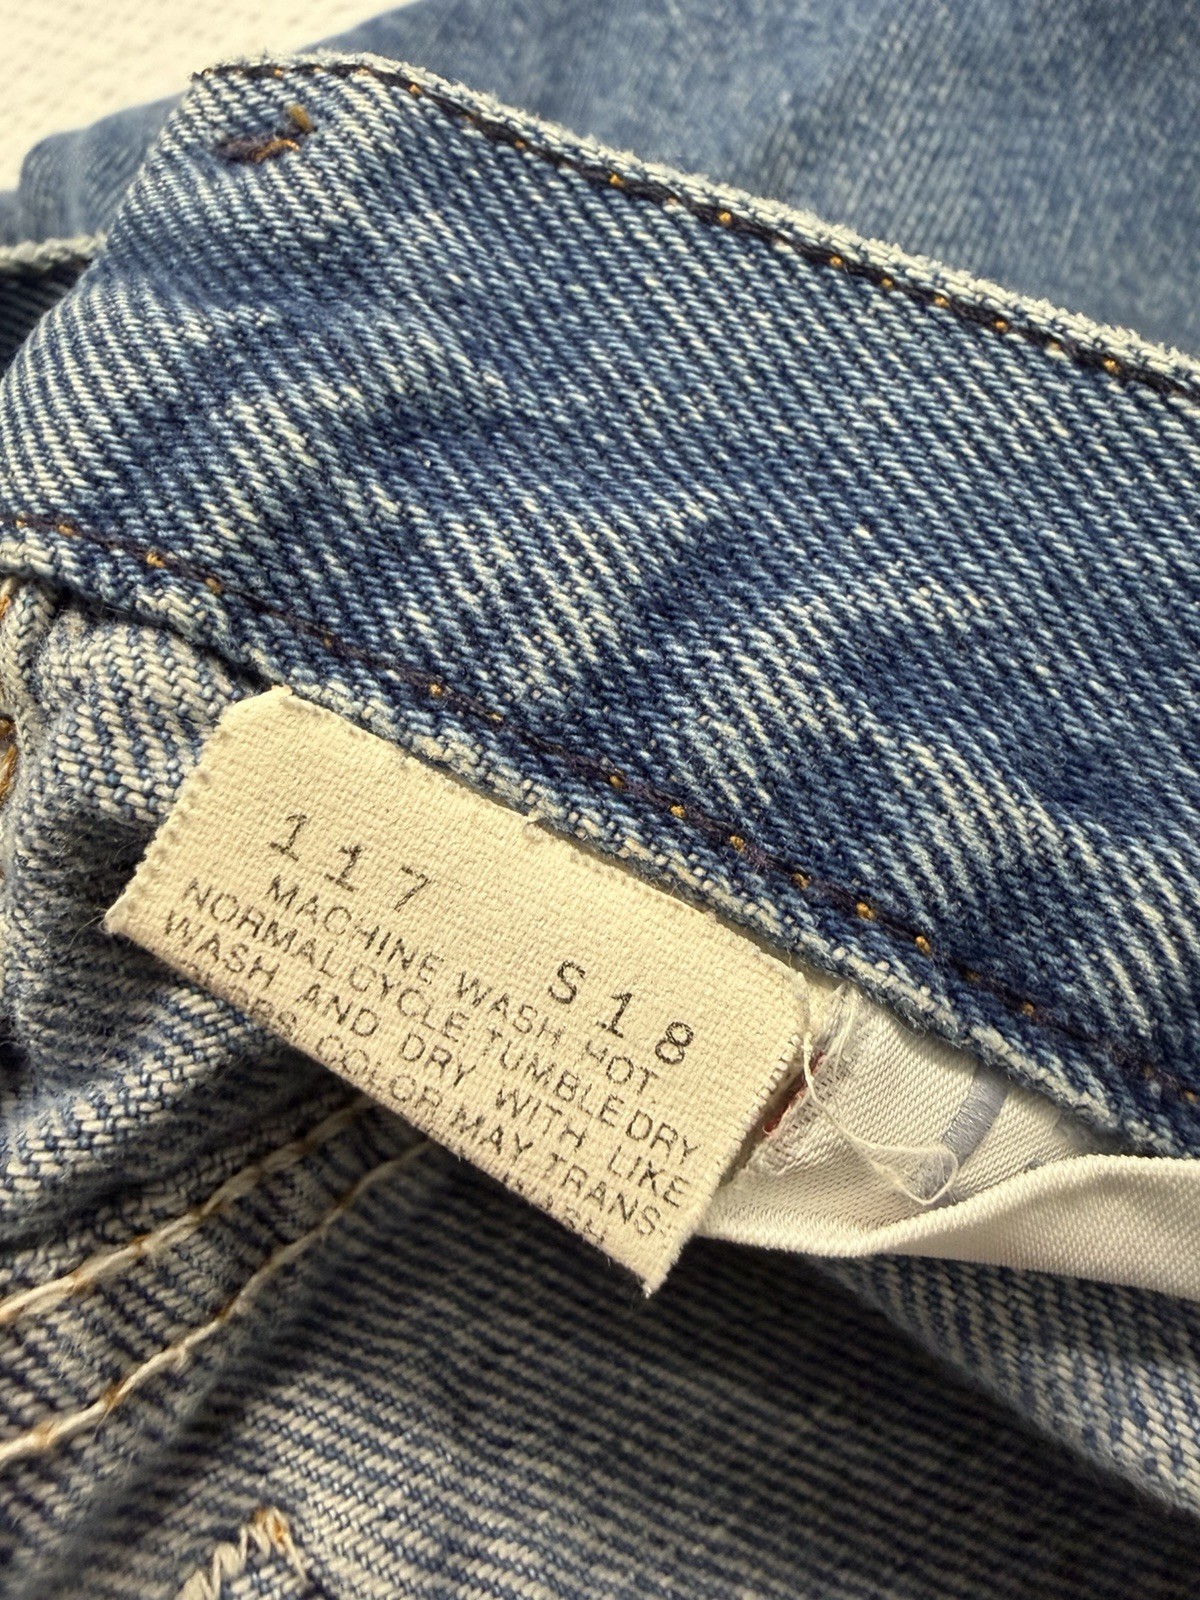 117 S18
MACHINE WASH HOT.
NORMAL CYCLE TUMBLE DRY
WASH AND DRY WITH LIKE
COLOR MAY TRANS-